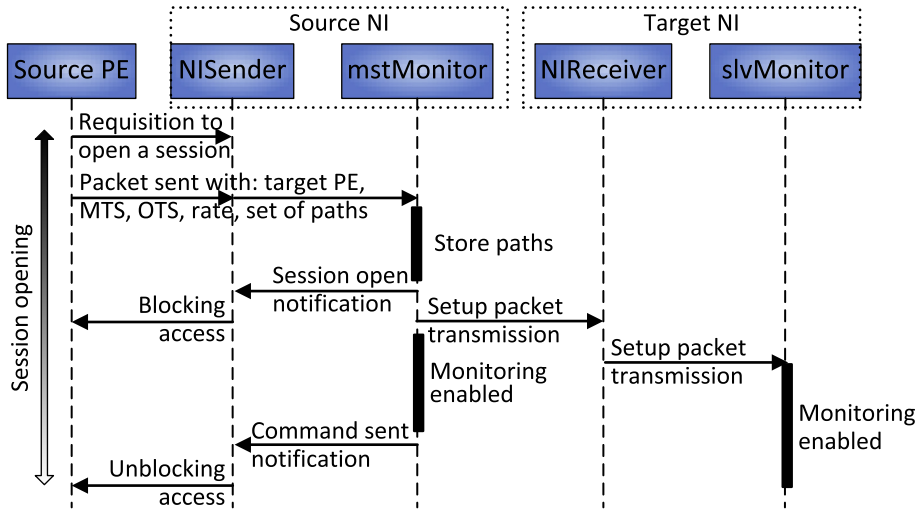 Source NI
Target NI
Source PE
NISender
mstMonitor
NIReceiver
slvMonitor
Requisition to
open a session
Packet sent with: target PE,
MTS, OTS, rate, set of paths
Store paths
Session open
notification
Blocking
access
Setup packet
transmission
Setup packet
transmission
Monitoring
enabled
Monitoring
enabled
Command sent
notification
Unblocking
access
Session opening